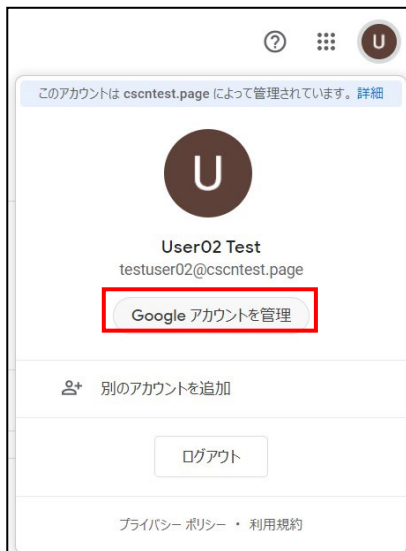 U
このアカウントは cscntest.page によって管理されています。詳細
U
User02 Test
testuser02@cscntest.page
Google アカウントを管理
別のアカウントを追加
ログアウト
プライバシー ポリシー ・ 利用規約